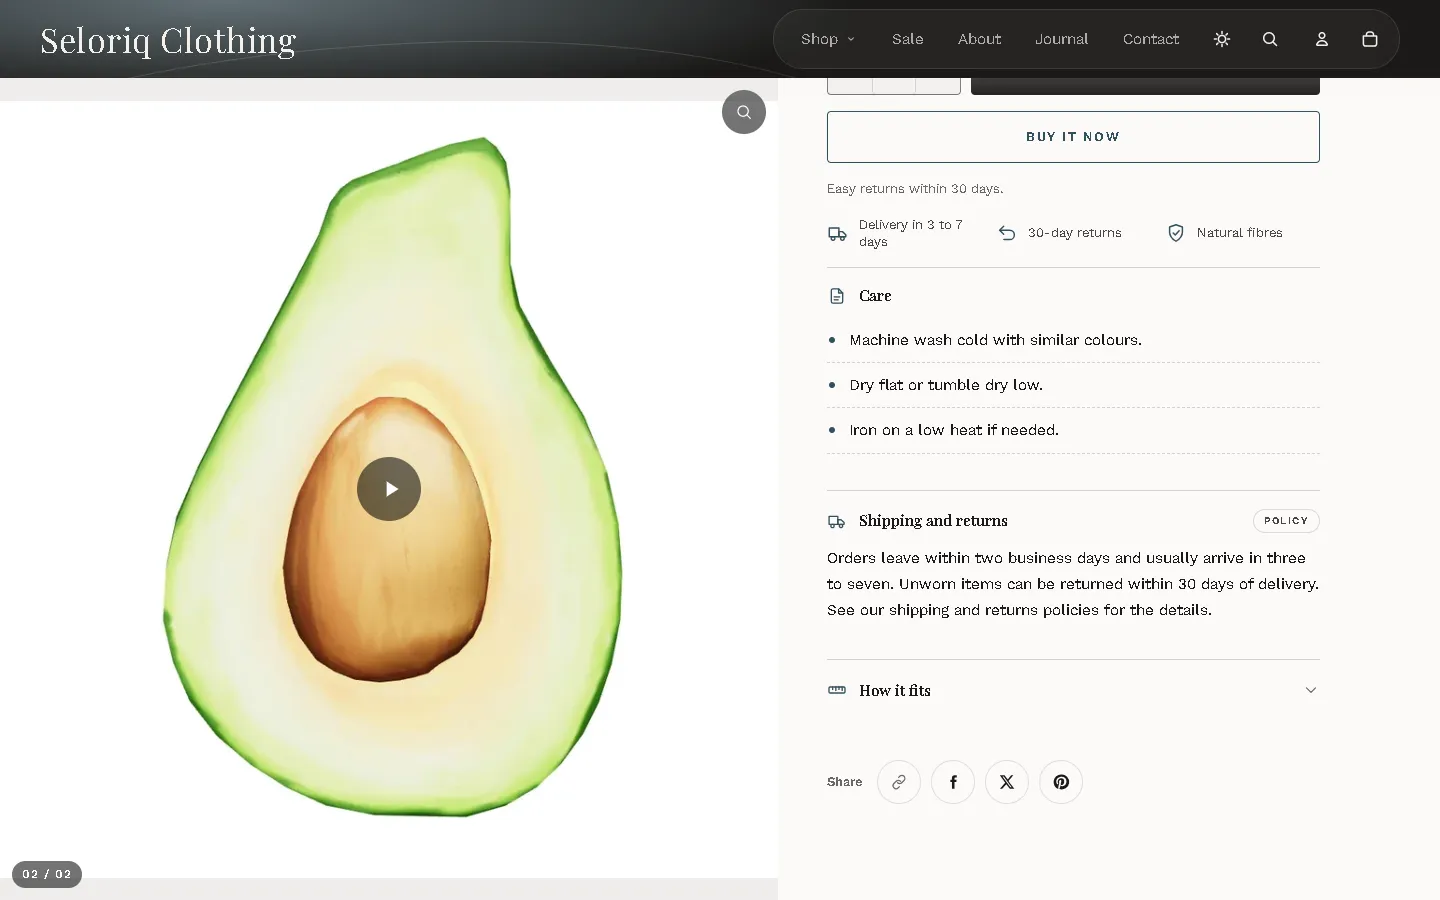 Seloriq Clothing
Shop
Sale
About
Journal
Contact
BUY IT NOW
Easy returns within 30 days.
Delivery in 3 to 7
days
30-day returns
Natural fibres
Care
Machine wash cold with similar colours.
Dry flat or tumble dry low.
Iron on a low heat if needed.
Shipping and returns
POLICY
Orders leave within two business days and usually arrive in three
to seven. Unworn items can be returned within 30 days of delivery.
See our shipping and returns policies for the details.
How it fits
Share
02 / 02